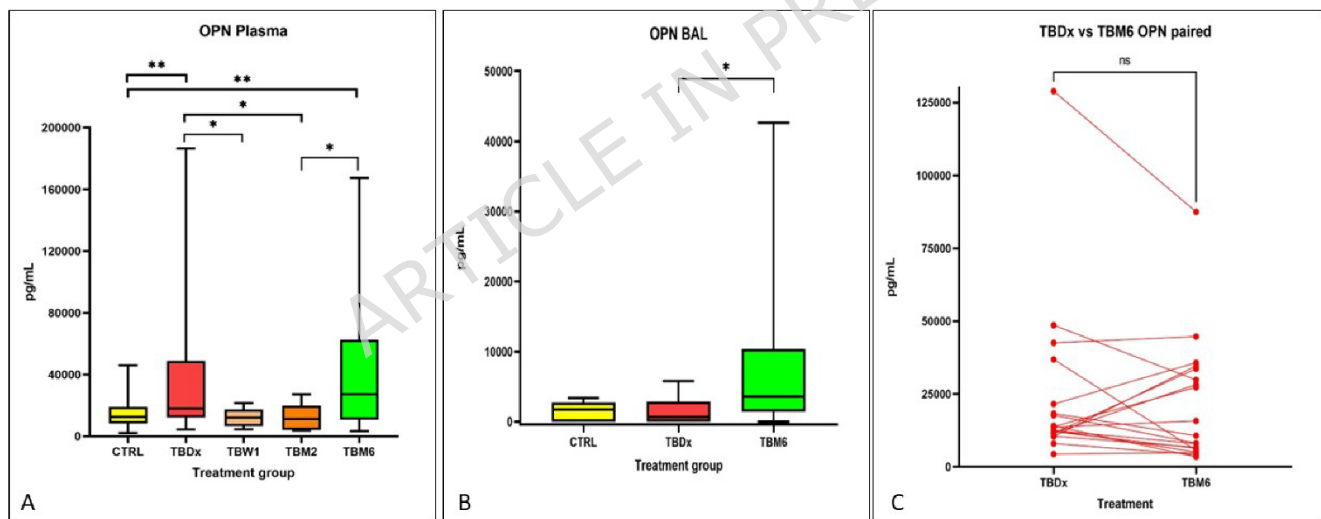 OPN Plasma
**
**
*
*
*
200000
160000
120000
80000
40000
0
pg/mL
CTRL TBDx TBW1 TBM2 TBM6
Treatment group
A
OPN BAL
*
50000
40000
30000
20000
10000
0
pg/mL
CTRL TBDx TBM6
Treatment group
B
TBDx vs TBM6 OPN paired
ns
125000
100000
75000
50000
25000
0
pg/mL
TBDx TBM6
Treatment
C
ARTICLE IN PRE